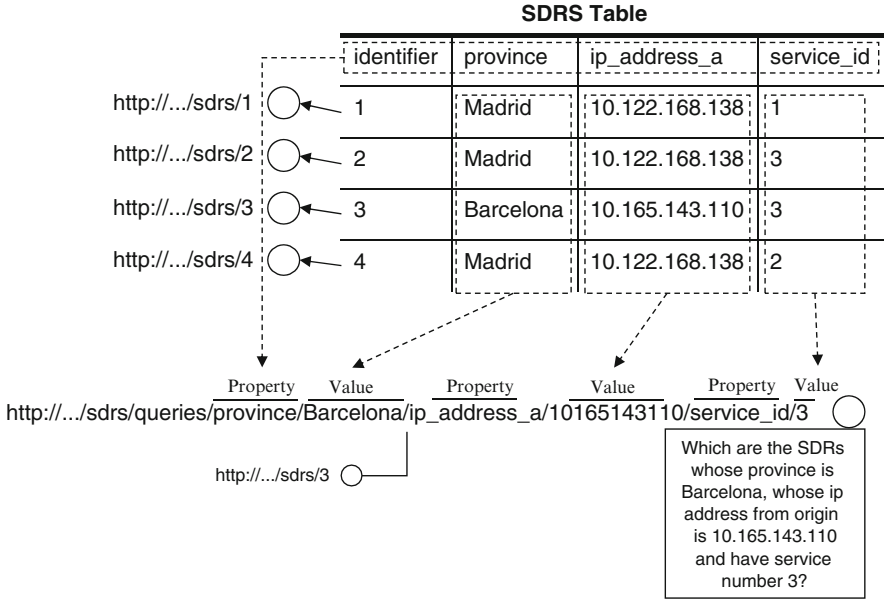 SDRS Table
identifier province ip_address_a service_id
http://.../sdrs/1 1 Madrid 10.122.168.138 1
http://.../sdrs/2 2 Madrid 10.122.168.138 3
http://.../sdrs/3 3 Barcelona 10.165.143.110 3
http://.../sdrs/4 4 Madrid 10.122.168.138 2
Property Value Property Value Property Value
http://.../sdrs/queries/province/Barcelona/ip_address_a/10165143110/service_id/3
http://.../sdrs/3
Which are the SDRs
whose province is
Barcelona, whose ip
address from origin
is 10.165.143.110
and have service
number 3?